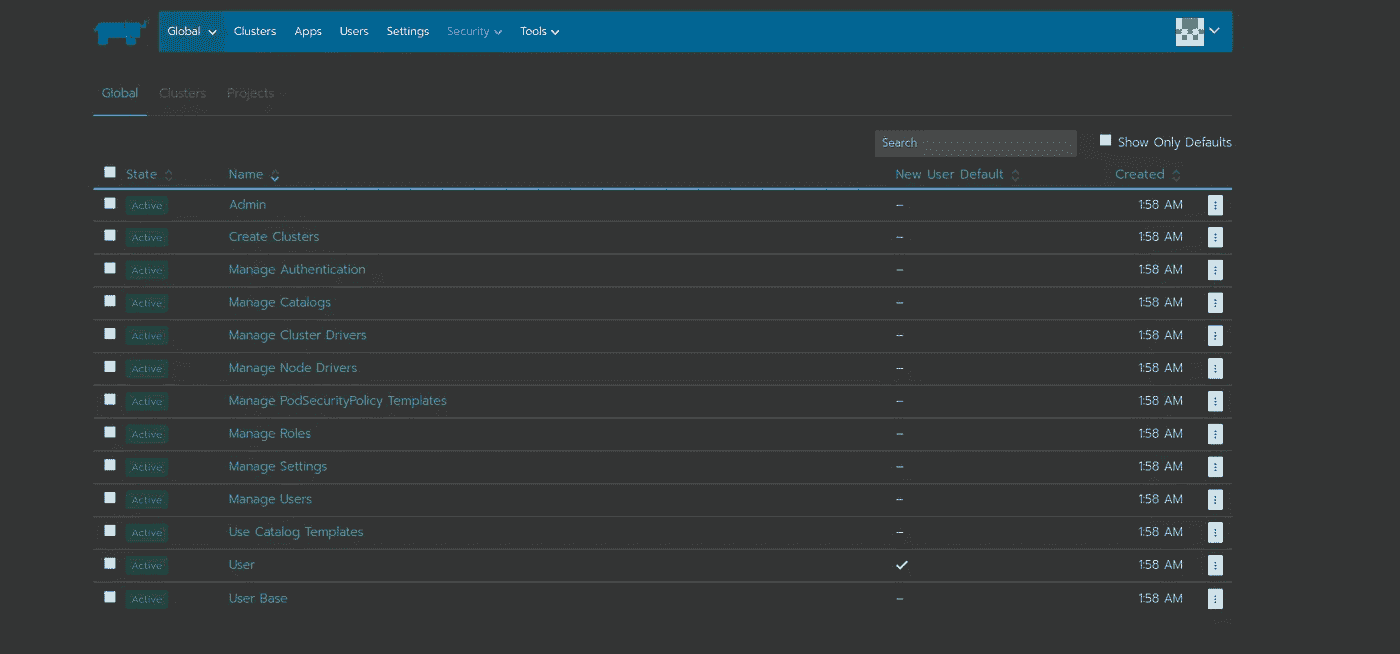 Global Clusters Apps Users Settings Security Tools
Global Clusters Projects
Search Show Only Defaults
State Name New User Default Created
Active Admin – 1:58 AM
Active Create Clusters – 1:58 AM
Active Manage Authentication – 1:58 AM
Active Manage Catalogs – 1:58 AM
Active Manage Cluster Drivers – 1:58 AM
Active Manage Node Drivers – 1:58 AM
Active Manage PodSecurityPolicy Templates – 1:58 AM
Active Manage Roles – 1:58 AM
Active Manage Settings – 1:58 AM
Active Manage Users – 1:58 AM
Active Use Catalog Templates – 1:58 AM
Active User 1:58 AM
Active User Base – 1:58 AM